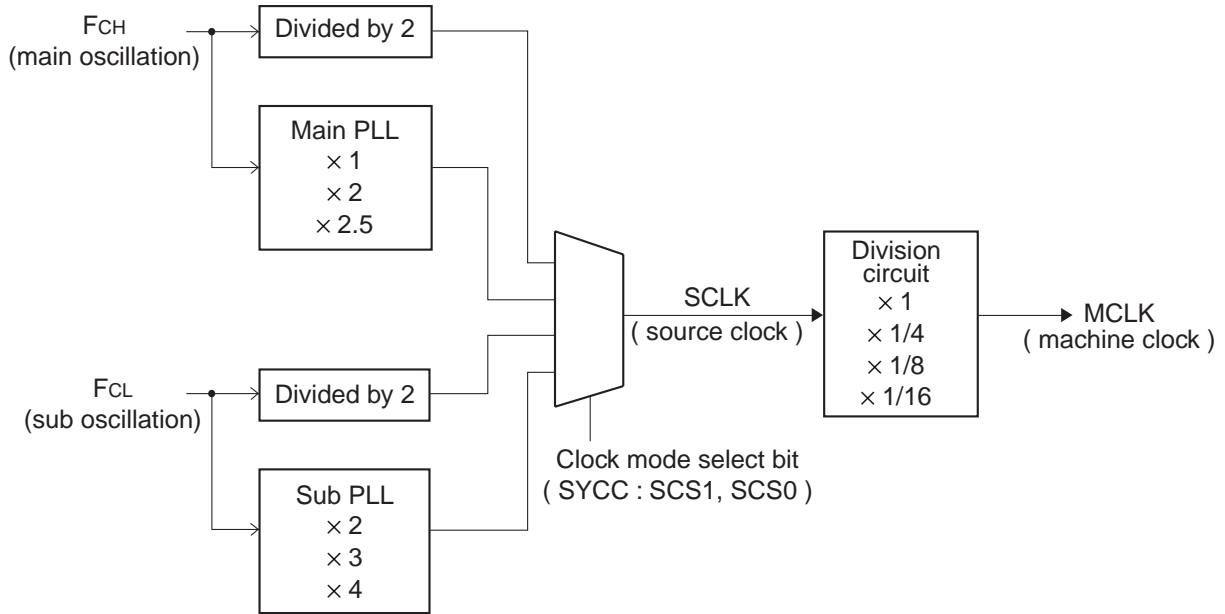 FCH
(main oscillation)
Divided by 2
Main PLL
× 1
× 2
× 2.5
FCL
(sub oscillation)
Divided by 2
Sub PLL
× 2
× 3
× 4
Clock mode select bit
( SYCC : SCS1, SCS0 )
SCLK
( source clock )
Division
circuit
× 1
× 1/4
× 1/8
× 1/16
MCLK
( machine clock )